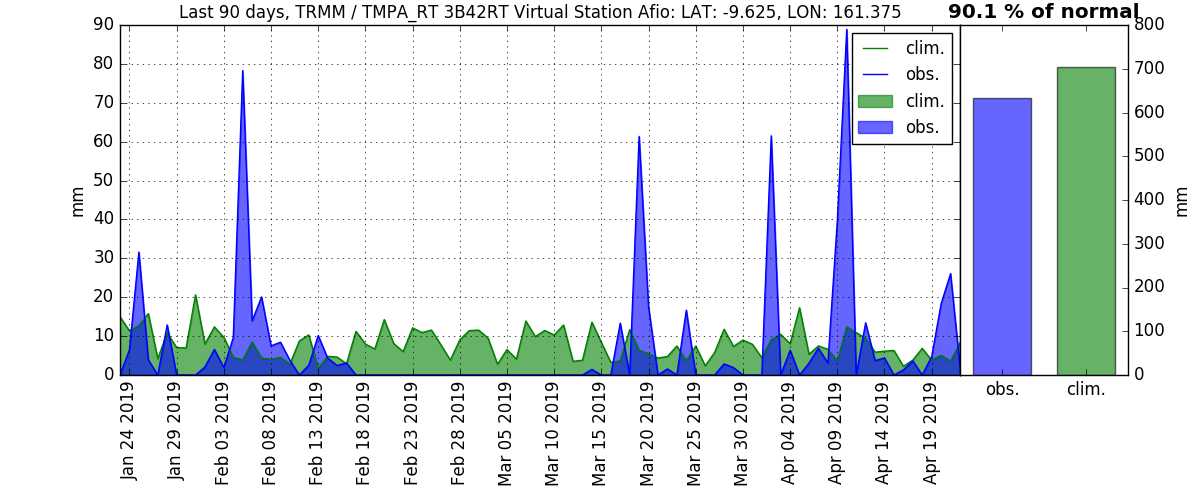 Last 90 days, TRMM / TMPA_RT 3B42RT Virtual Station Afio: LAT: -9.625, LON: 161.375
90.1 % of normal
90
80
70
60
50
40
30
20
10
0
mm
clim.
obs.
clim.
obs.
800
700
600
500
400
300
200
100
0
mm
obs.
clim.
Jan 24 2019
Jan 29 2019
Feb 03 2019
Feb 08 2019
Feb 13 2019
Feb 18 2019
Feb 23 2019
Feb 28 2019
Mar 05 2019
Mar 10 2019
Mar 15 2019
Mar 20 2019
Mar 25 2019
Mar 30 2019
Apr 04 2019
Apr 09 2019
Apr 14 2019
Apr 19 2019